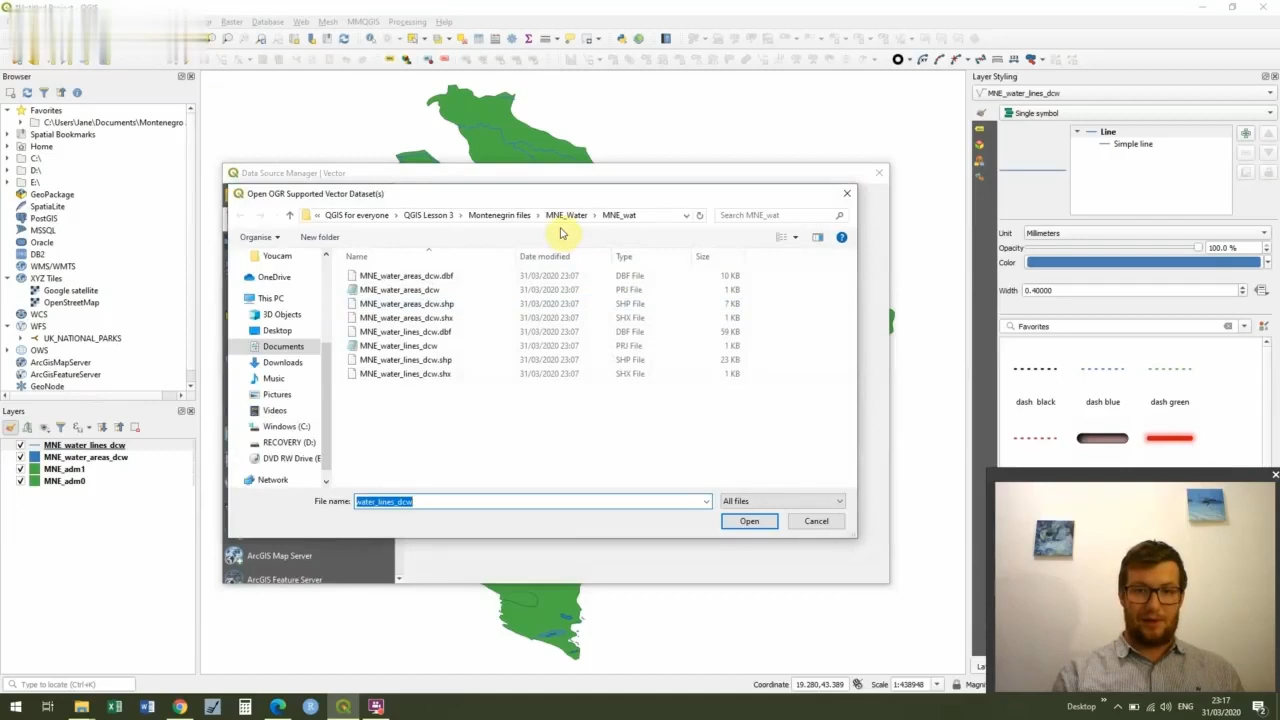 Untitled Project - QGIS
Raster Database Web Mesh MMQGIS Processing Help
Browser
Favorites
C:\Users\Jane\Documents\Montenegro
Spatial Bookmarks
Home
C:\
D:\
E:\
GeoPackage
SpatiaLite
PostGIS
MSSQL
Oracle
DB2
WMS/WMTS
XYZ Tiles
Google satellite
OpenStreetMap
WCS
WFS
UK_NATIONAL_PARKS
OWS
ArcGisMapServer
ArcGisFeatureServer
GeoNode
Layers
MNE_water_lines_dcw
MNE_water_areas_dcw
MNE_adm1
MNE_adm0
Type to locate (Ctrl+K)
Data Source Manager | Vector
Open OGR Supported Vector Dataset(s)
« QGIS for everyone › QGIS Lesson 3 › Montenegrin files › MNE_Water › MNE_wat
Search MNE_wat
Organise
New folder
Youcam
OneDrive
This PC
3D Objects
Desktop
Documents
Downloads
Music
Pictures
Videos
Windows (C:)
RECOVERY (D:)
DVD RW Drive (E
Network
Name Date modified Type Size
MNE_water_areas_dcw.dbf 31/03/2020 23:07 DBF File 10 KB
MNE_water_areas_dcw 31/03/2020 23:07 PRJ File 1 KB
MNE_water_areas_dcw.shp 31/03/2020 23:07 SHP File 7 KB
MNE_water_areas_dcw.shx 31/03/2020 23:07 SHX File 1 KB
MNE_water_lines_dcw.dbf 31/03/2020 23:07 DBF File 59 KB
MNE_water_lines_dcw 31/03/2020 23:07 PRJ File 1 KB
MNE_water_lines_dcw.shp 31/03/2020 23:07 SHP File 23 KB
MNE_water_lines_dcw.shx 31/03/2020 23:07 SHX File 1 KB
File name: water_lines_dcw
All files
Open Cancel
ArcGIS Map Server
ArcGIS Feature Server
Layer Styling
MNE_water_lines_dcw
Single symbol
Line
Simple line
Unit Millimeters
Opacity 100.0 %
Color
Width 0.40000
Favorites
dash black dash blue dash green
Coordinate 19.280,43.389 Scale 1:438948 Magni
Desktop
ENG
23:17
31/03/2020